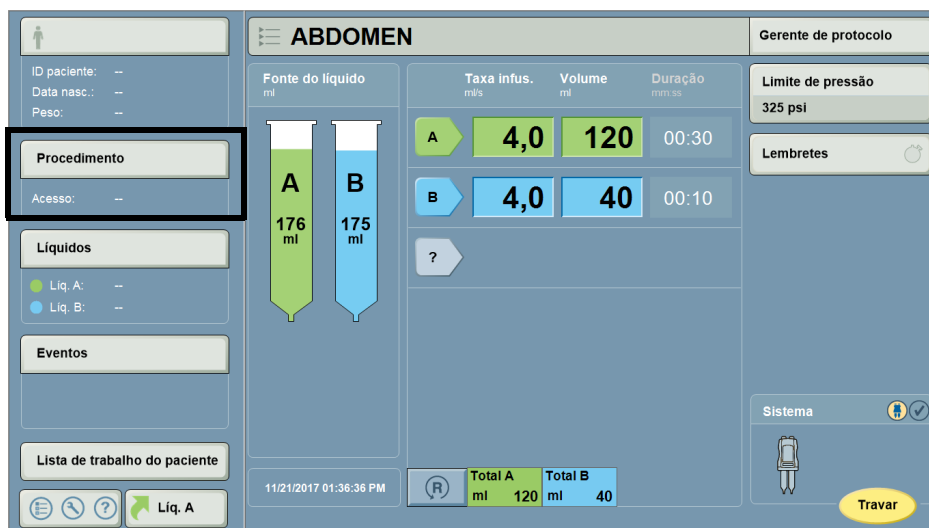 ABDOMEN
Gerente de protocolo
ID paciente: --
Data nasc.: --
Peso: --
Procedimento
Acesso: --
Líquidos
Líq. A: --
Líq. B: --
Eventos
Lista de trabalho do paciente
?
Líq. A
Fonte do líquido
ml
A
176
ml
B
175
ml
11/21/2017 01:36:36 PM
Taxa infus. Volume Duração
ml/s ml mm:ss
A 4,0 120 00:30
B 4,0 40 00:10
?
R
Total A
ml 120
Total B
ml 40
Limite de pressão
325 psi
Lembretes
Sistema
Travar